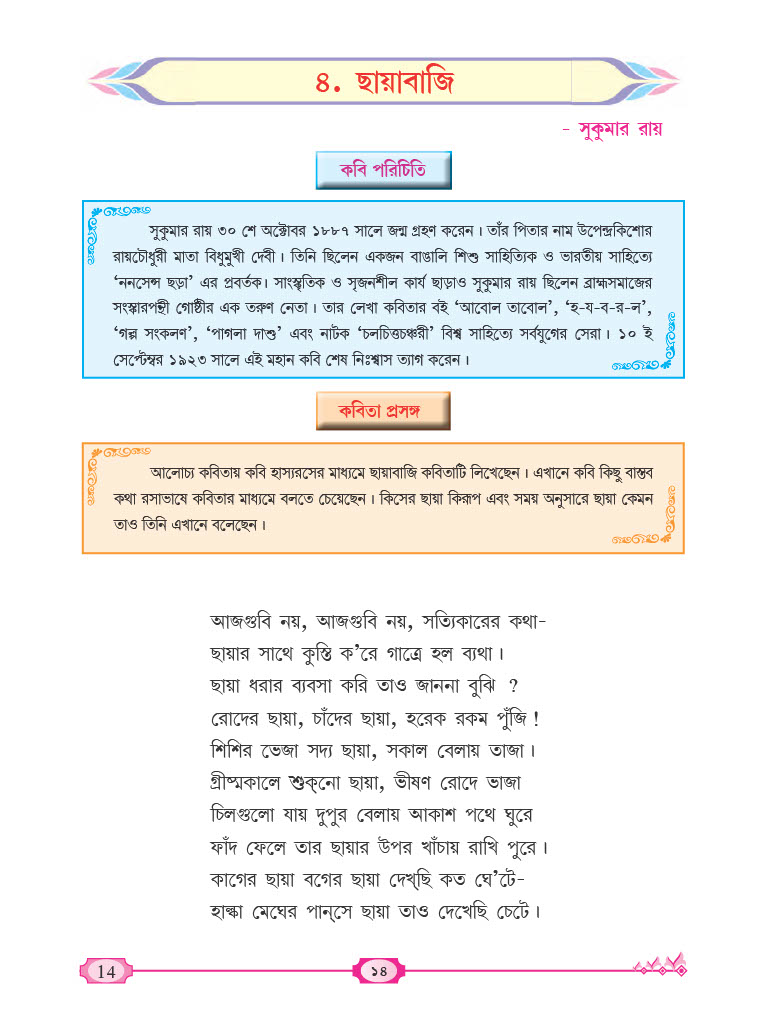 ৪. ছায়াবাজি
- সুকুমার রায়
কবি পরিচিতি
সুকুমার রায় ৩০ শে অক্টোবর ১৮৮৭ সালে জন্ম গ্রহণ করেন। তাঁর পিতার নাম উপেন্দ্রকিশোর
রায়চৌধুরী মাতা বিধুমুখী দেবী। তিনি ছিলেন একজন বাঙালি শিশু সাহিত্যিক ও ভারতীয় সাহিত্যে
‘ননসেন্স ছড়া’ এর প্রবর্তক। সাংস্কৃতিক ও সৃজনশীল কার্য ছাড়াও সুকুমার রায় ছিলেন ব্রাহ্মসমাজের
সংস্কারপন্থী গোষ্ঠীর এক তরুণ নেতা। তার লেখা কবিতার বই ‘আবোল তাবোল’, ‘হ-য-ব-র-ল’,
‘গল্প সংকলণ’, ‘পাগলা দাশু’ এবং নাটক ‘চলচিত্তচঞ্চরী’ বিশ্ব সাহিত্যে সর্বযুগের সেরা। ১০ ই
সেপ্টেম্বর ১৯২৩ সালে এই মহান কবি শেষ নিঃশ্বাস ত্যাগ করেন।
কবিতা প্রসঙ্গ
আলোচ্য কবিতায় কবি হাস্যরসের মাধ্যমে ছায়াবাজি কবিতাটি লিখেছেন। এখানে কবি কিছু বাস্তব
কথা রসাভাষে কবিতার মাধ্যমে বলতে চেয়েছেন। কিসের ছায়া কিরূপ এবং সময় অনুসারে ছায়া কেমন
তাও তিনি এখানে বলেছেন।
আজগুবি নয়, আজগুবি নয়, সত্যিকারের কথা-
ছায়ার সাথে কুস্তি ক’রে গাত্রে হল ব্যথা।
ছায়া ধরার ব্যবসা করি তাও জাননা বুঝি ?
রোদের ছায়া, চাঁদের ছায়া, হরেক রকম পুঁজি !
শিশির ভেজা সদ্য ছায়া, সকাল বেলায় তাজা।
গ্রীষ্মকালে শুক্‌নো ছায়া, ভীষণ রোদে ভাজা
চিলগুলো যায় দুপুর বেলায় আকাশ পথে ঘুরে
ফাঁদ ফেলে তার ছায়ার উপর খাঁচায় রাখি পুরে।
কাগের ছায়া বগের ছায়া দেখ্‌ছি কত ঘে’টে-
হাল্কা মেঘের পান্‌সে ছায়া তাও দেখেছি চেটে।
14
১৪